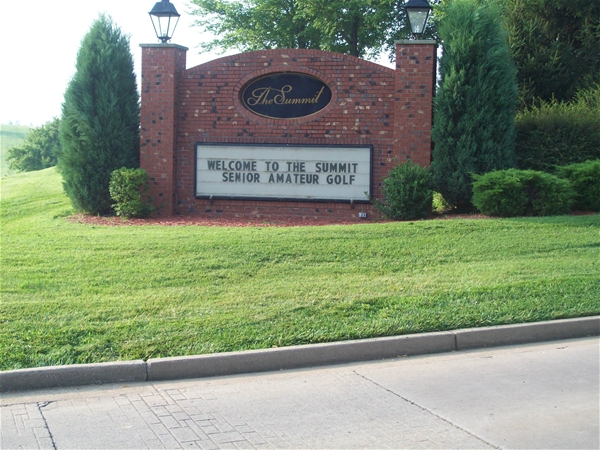 The Summit
WELCOME TO THE SUMMIT
SENIOR AMATEUR GOLF